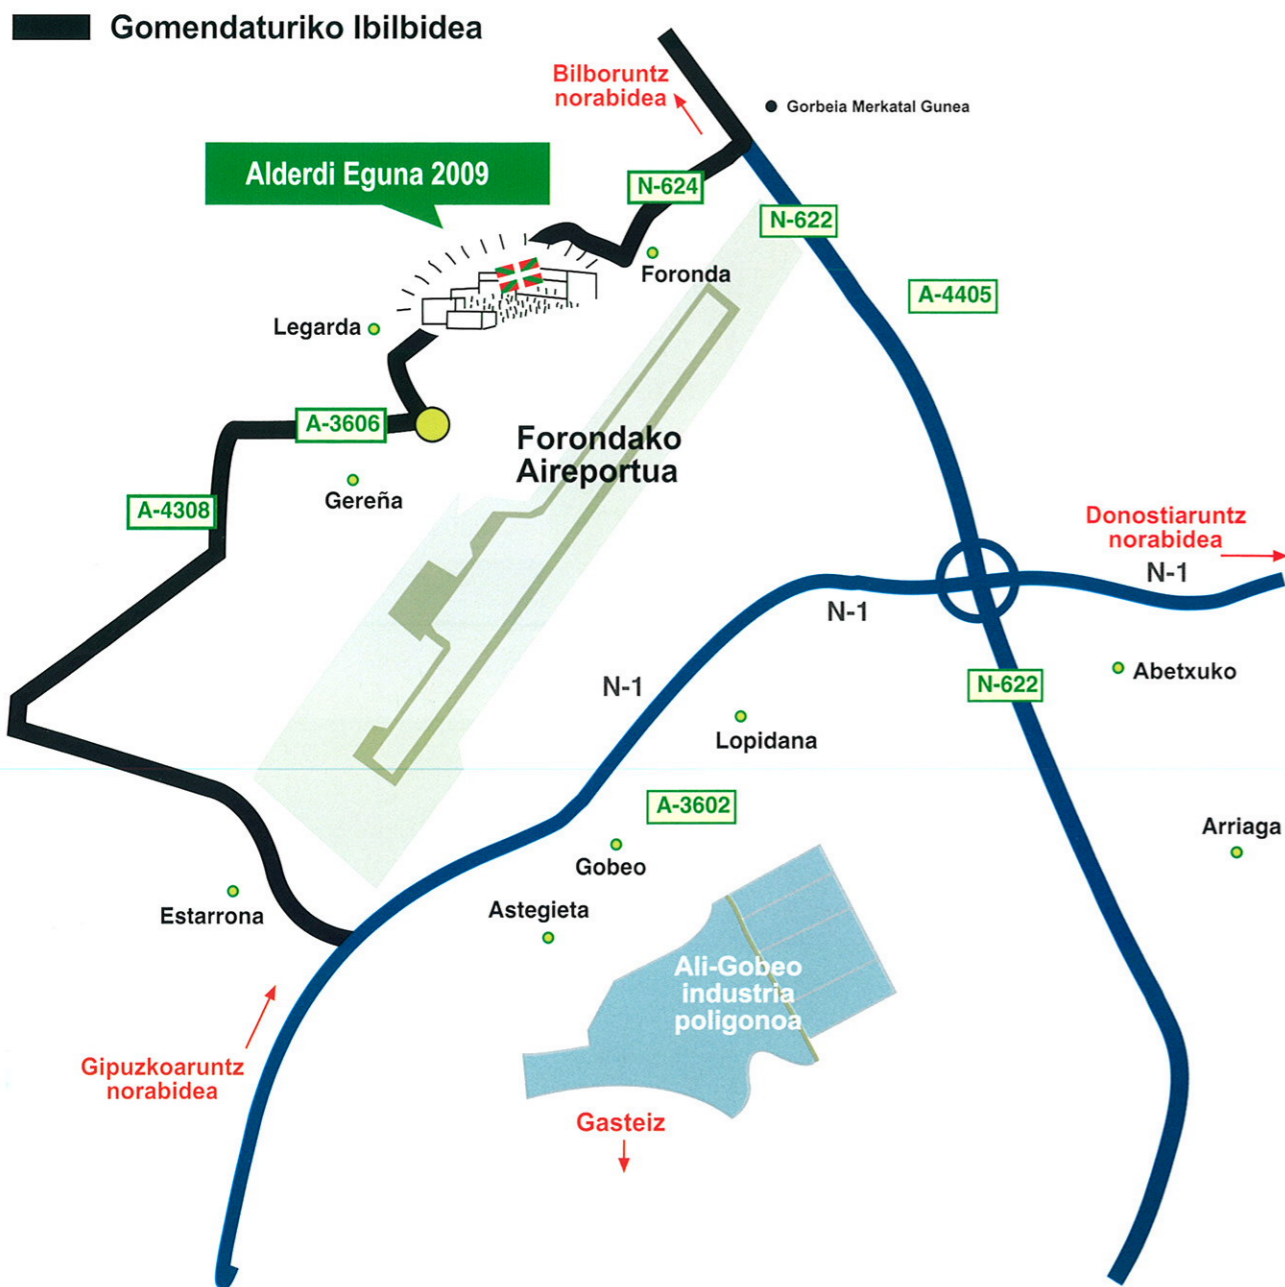 Gomendaturiko Ibilbidea
Bilboruntz
norabidea
Gorbeia Merkatal Gunea
Alderdi Eguna 2009
N-624
N-622
Foronda
A-4405
Legarda
A-3606
Forondako
Aireportua
Gereña
A-4308
Donostiaruntz
norabidea
N-1
N-1
N-1
Abetxuko
N-622
Lopidana
A-3602
Arriaga
Gobeo
Estarrona
Astegieta
Ali-Gobeo
industria
poligonoa
Gipuzkoaruntz
norabidea
Gasteiz